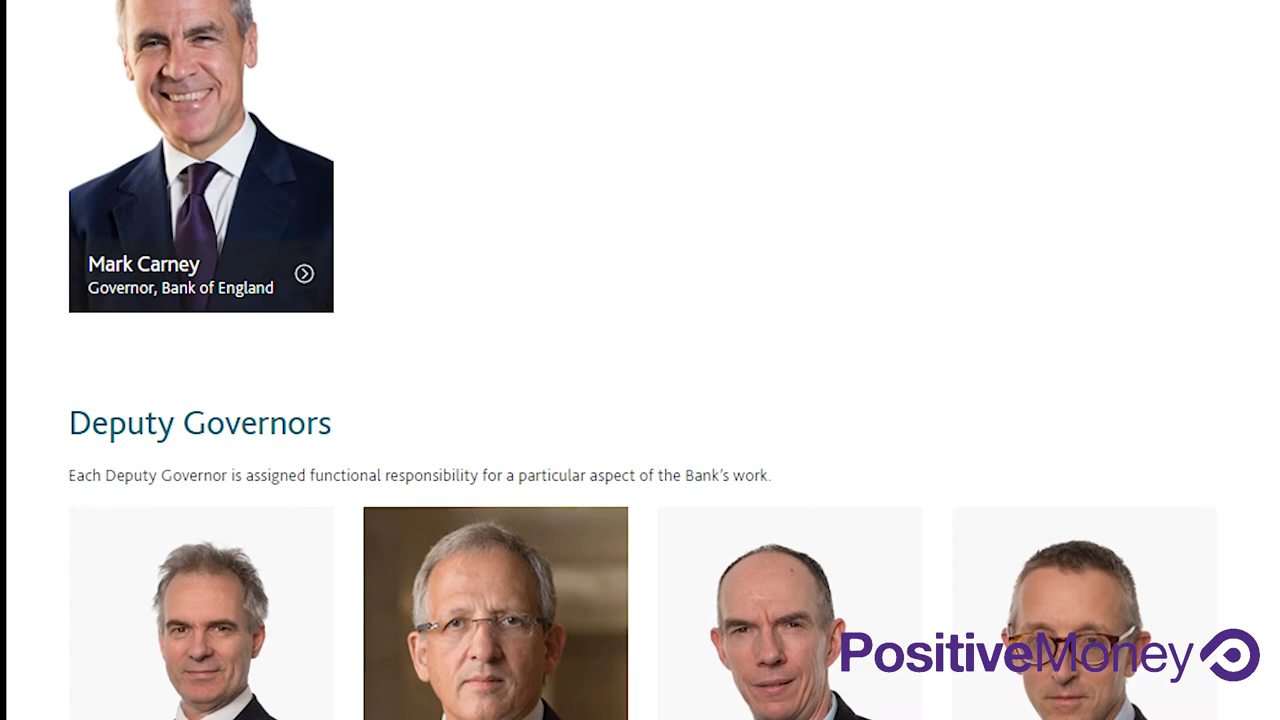 Mark Carney
Governor, Bank of England
Deputy Governors
Each Deputy Governor is assigned functional responsibility for a particular aspect of the Bank's work.
PositiveMoney